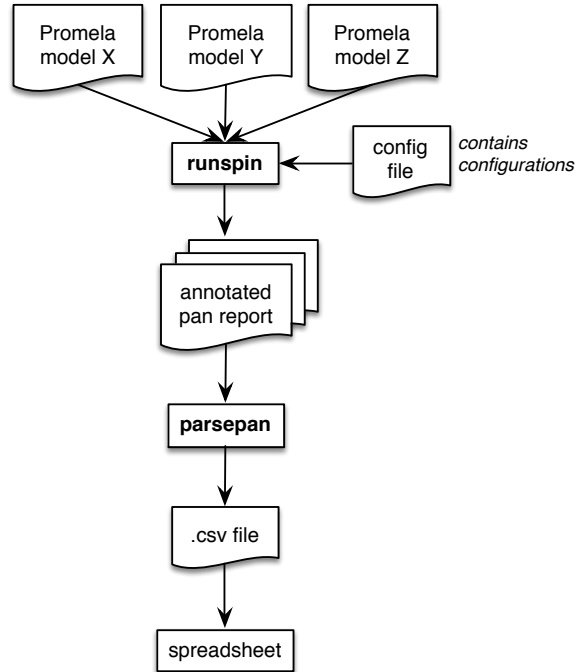 Promela
model X
Promela
model Y
Promela
model Z
runspin
config
file
contains
configurations
annotated
pan report
parsepan
.csv file
spreadsheet